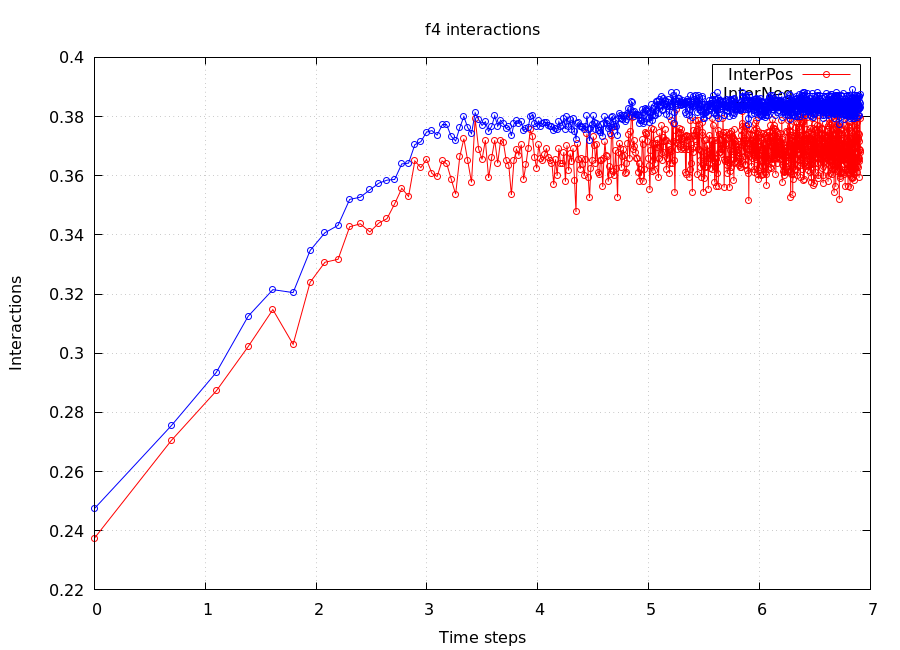 f4 interactions
0.4
InterPos
InterNeg
0.38
0.36
0.34
0.32
0.3
0.28
0.26
0.24
0.22
Interactions
0 1 2 3 4 5 6 7
Time steps